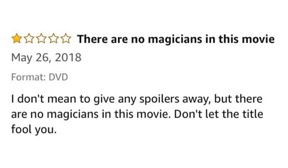 There are no magicians in this movie
May 26, 2018
Format: DVD
I don't mean to give any spoilers away, but there
are no magicians in this movie. Don't let the title
fool you.